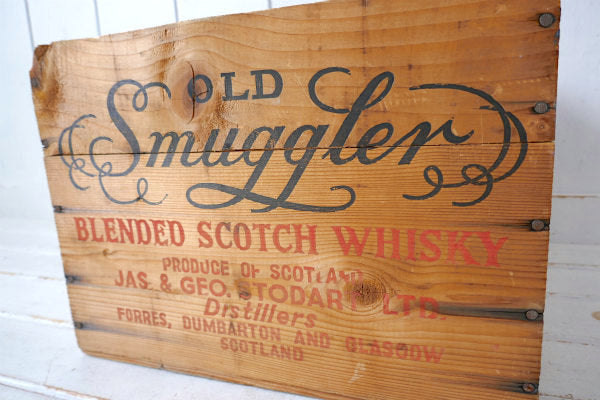 OLD
Smuggler
BLENDED SCOTCH WHISKY
PRODUCE OF SCOTLAND
JAS. & GEO. STODART LTD.
Distillers
FORRES, DUMBARTON AND GLASGOW
SCOTLAND